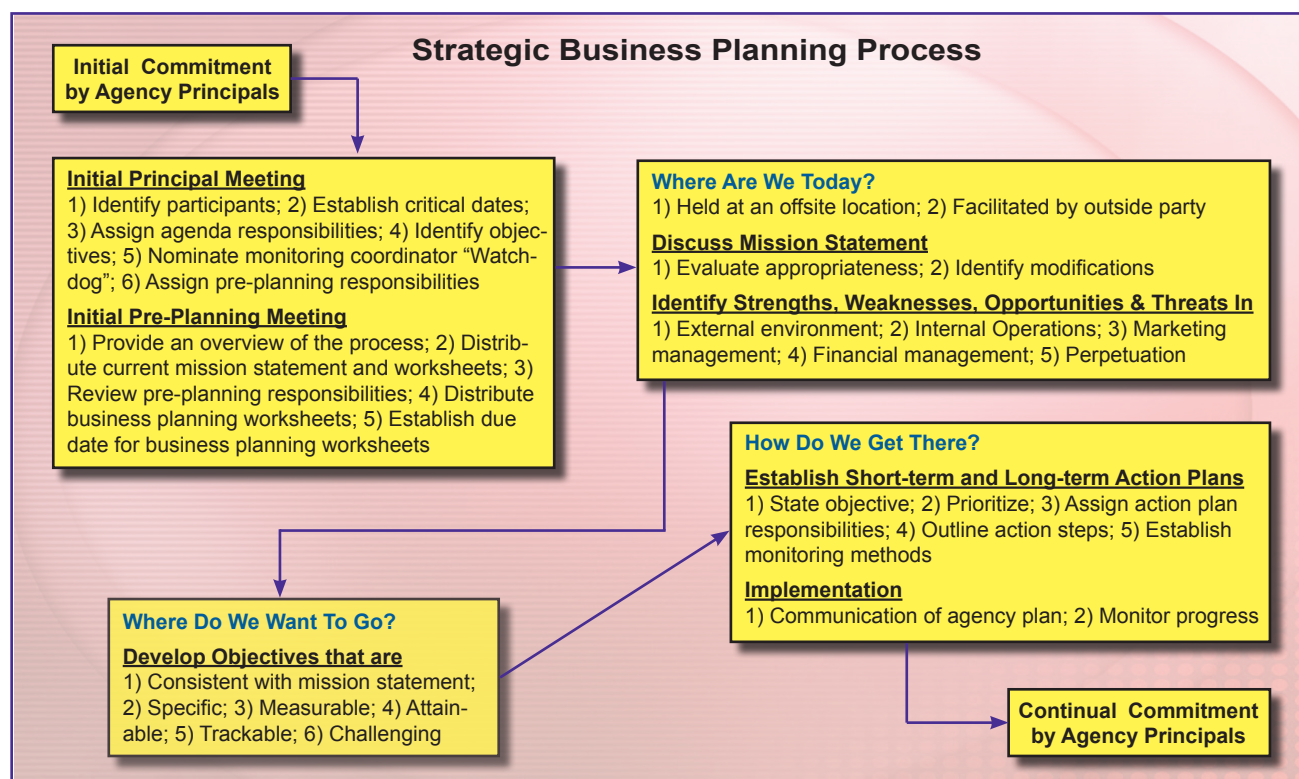 Strategic Business Planning Process
Initial Commitment
by Agency Principals
Initial Principal Meeting
1) Identify participants; 2) Establish critical dates;
3) Assign agenda responsibilities; 4) Identify objec-
tives; 5) Nominate monitoring coordinator “Watch-
dog”; 6) Assign pre-planning responsibilities
Initial Pre-Planning Meeting
1) Provide an overview of the process; 2) Distrib-
ute current mission statement and worksheets; 3)
Review pre-planning responsibilities; 4) Distribute
business planning worksheets; 5) Establish due
date for business planning worksheets
Where Are We Today?
1) Held at an offsite location; 2) Facilitated by outside party
Discuss Mission Statement
1) Evaluate appropriateness; 2) Identify modifications
Identify Strengths, Weaknesses, Opportunities & Threats In
1) External environment; 2) Internal Operations; 3) Marketing
management; 4) Financial management; 5) Perpetuation
Where Do We Want To Go?
Develop Objectives that are
1) Consistent with mission statement;
2) Specific; 3) Measurable; 4) Attain-
able; 5) Trackable; 6) Challenging
How Do We Get There?
Establish Short-term and Long-term Action Plans
1) State objective; 2) Prioritize; 3) Assign action plan
responsibilities; 4) Outline action steps; 5) Establish
monitoring methods
Implementation
1) Communication of agency plan; 2) Monitor progress
Continual Commitment
by Agency Principals